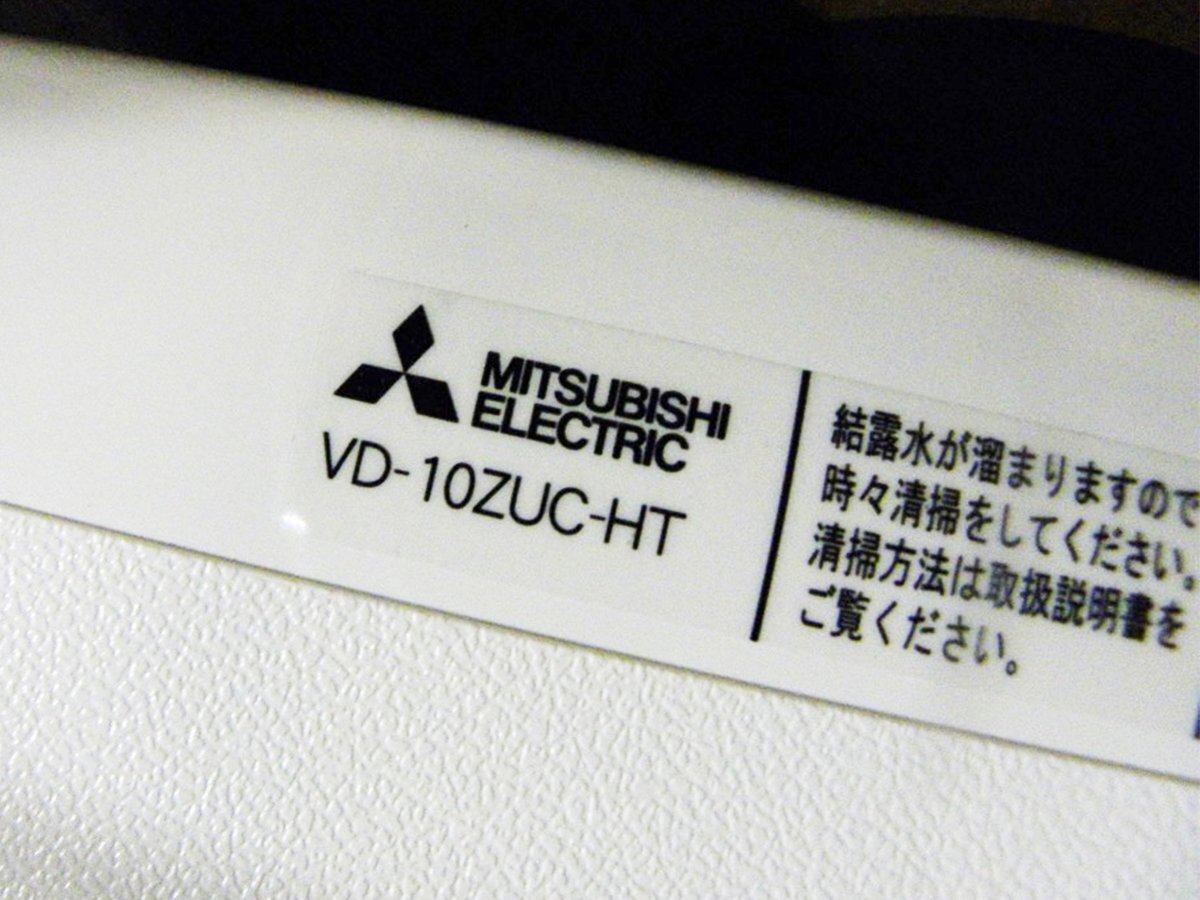 MITSUBISHI
ELECTRIC
VD-10ZUC-HT
結露水が溜まりますので
時々清掃をしてください。
清掃方法は取扱説明書を
ご覧ください。